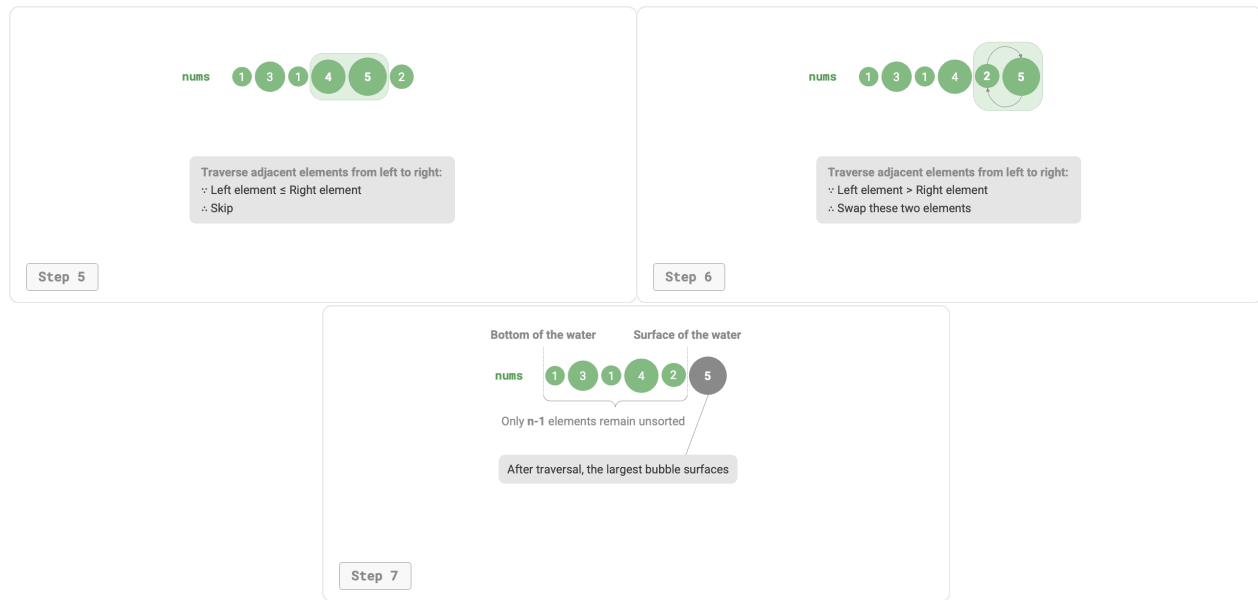 nums 1 3 1 4 5 2
Traverse adjacent elements from left to right:
∵ Left element ≤ Right element
∴ Skip
Step 5
nums 1 3 1 4 2 5
Traverse adjacent elements from left to right:
∵ Left element > Right element
∴ Swap these two elements
Step 6
Bottom of the water Surface of the water
nums 1 3 1 4 2 5
Only n-1 elements remain unsorted
After traversal, the largest bubble surfaces
Step 7